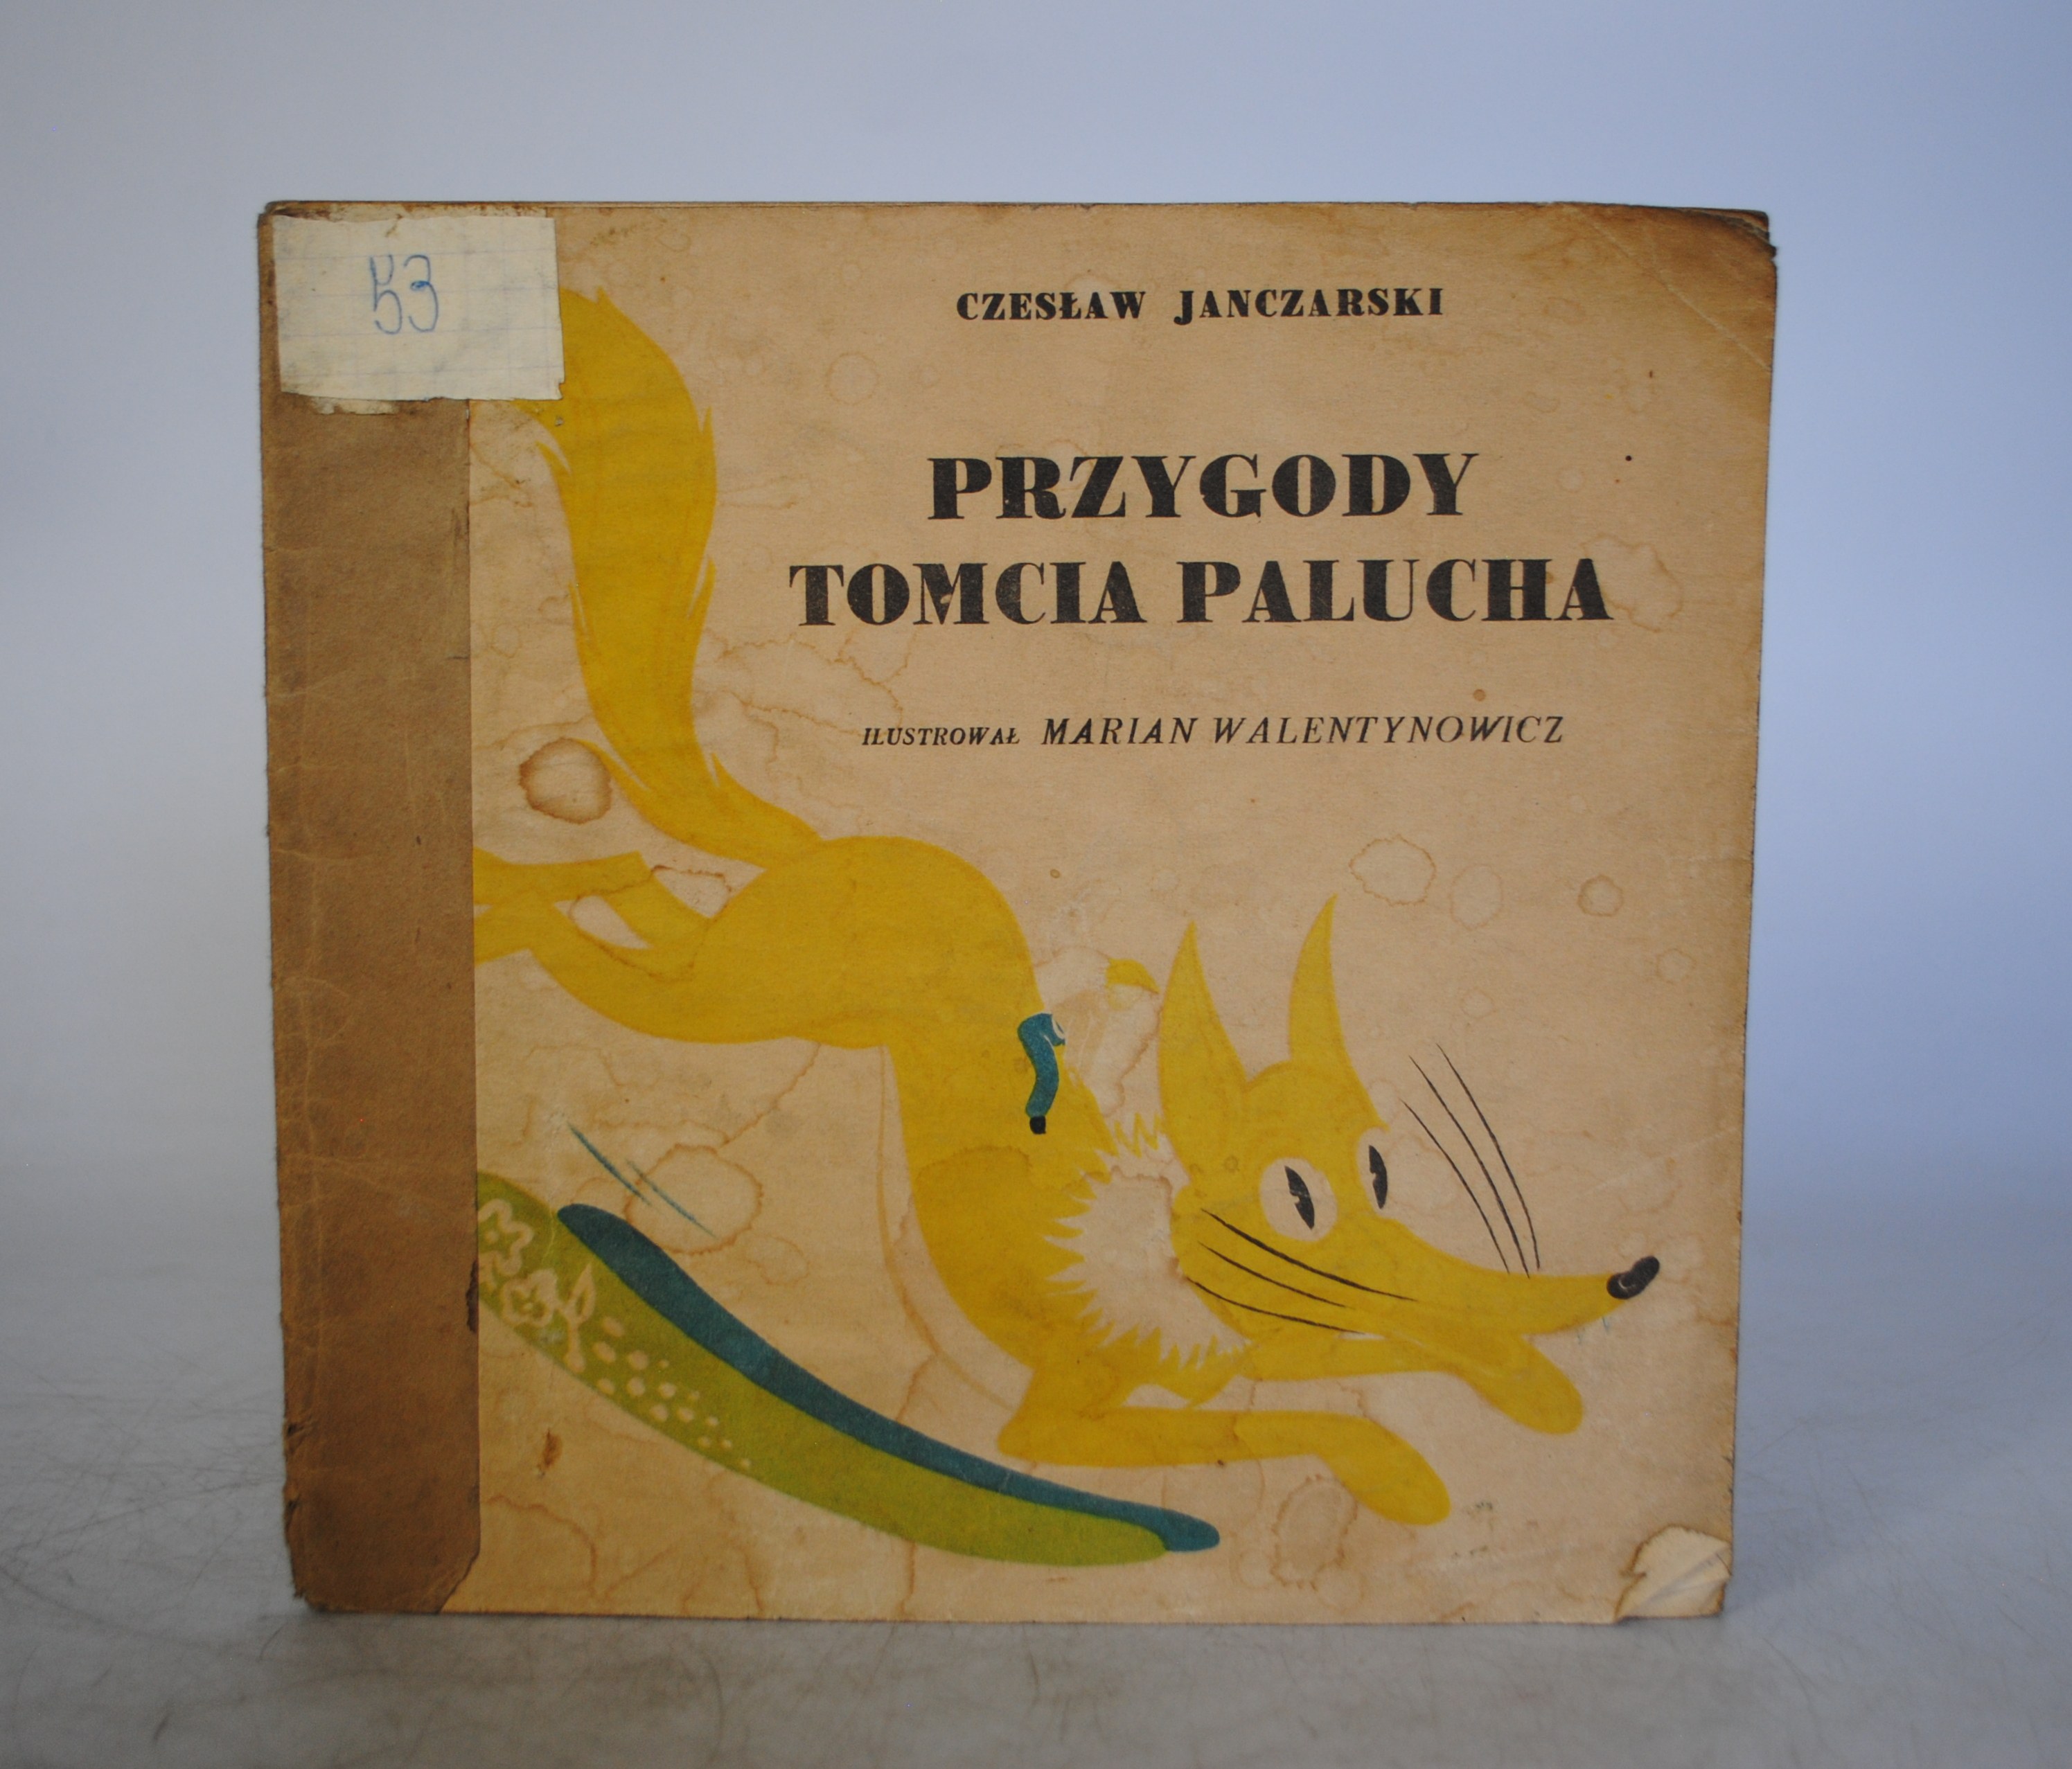 53
CZESŁAW JANCZARSKI
PRZYGODY
TOMCIA PALUCHA
ILUSTROWAŁ MARIAN WALENTYNOWICZ